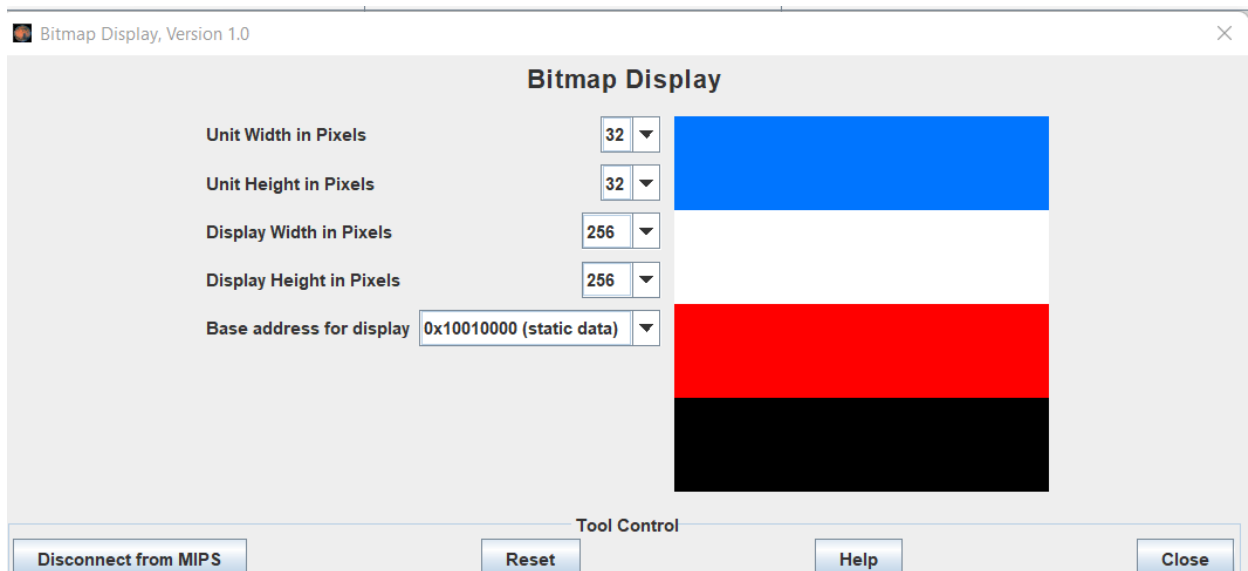 Bitmap Display, Version 1.0
Bitmap Display
Unit Width in Pixels 32
Unit Height in Pixels 32
Display Width in Pixels 256
Display Height in Pixels 256
Base address for display 0x10010000 (static data)
Tool Control
Disconnect from MIPS Reset Help Close